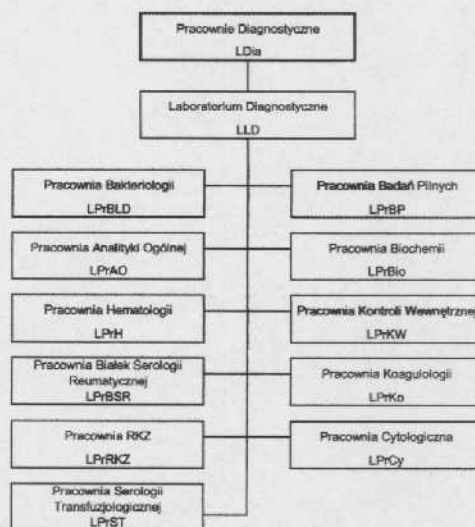 Pracownie Diagnostyczne
LDia
Laboratorium Diagnostyczne
LLD
Pracownia Bakteriologii
LPrBLD
Pracownia Badań Pilnych
LPrBP
Pracownia Analityki Ogólnej
LPrAO
Pracownia Biochemii
LPrBio
Pracownia Hematologii
LPrH
Pracownia Kontroli Wewnętrznej
LPrKW
Pracownia Białek Serologii
Reumatycznej
LPrBSR
Pracownia Koagulologii
LPrKo
Pracownia RKZ
LPrRKZ
Pracownia Cytologiczna
LPrCy
Pracownia Serologii
Transfuzjologicznej
LPrST